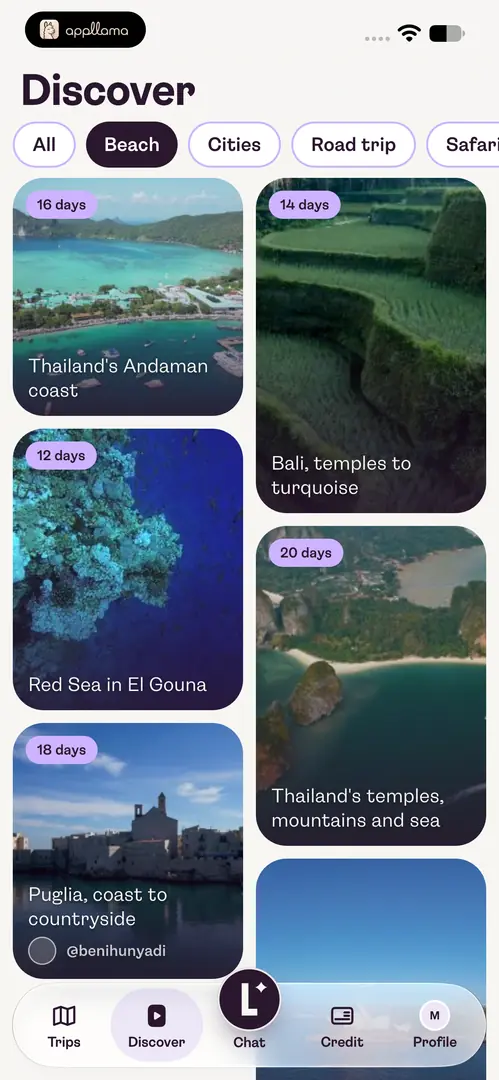 appllama
Discover
All
Beach
Cities
Road trip
Safari
16 days
Thailand's Andaman
coast
14 days
Bali, temples to
turquoise
12 days
Red Sea in El Gouna
20 days
Thailand's temples,
mountains and sea
18 days
Puglia, coast to
countryside
@benihunyadi
Trips
Discover
L
Chat
Credit
M
Profile